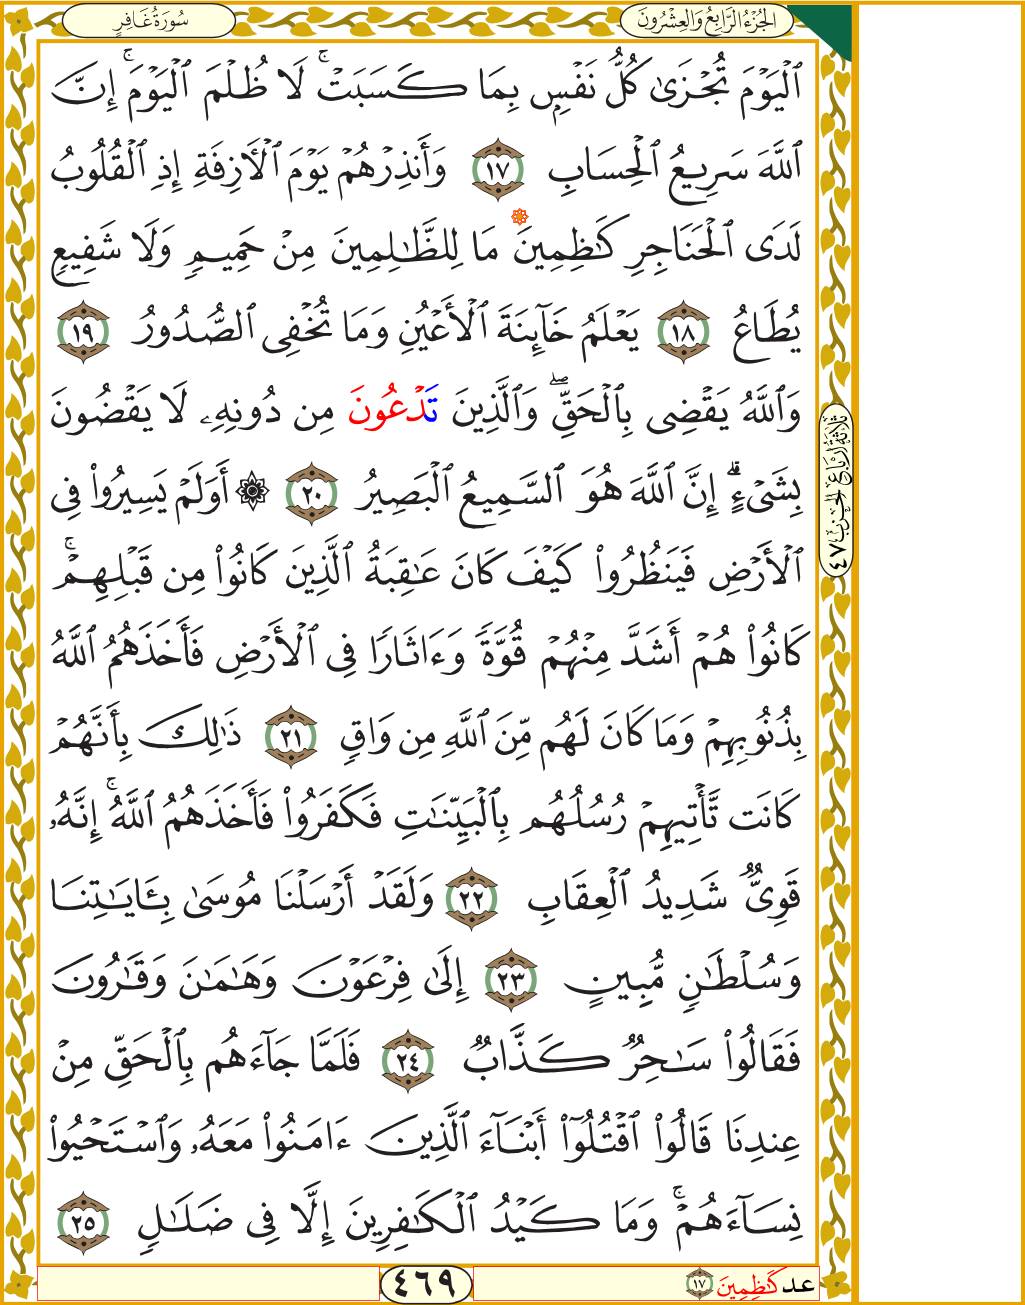 الجُزْءُ الرَّابِعُ وَالعِشْرُونَ
سُورَةُ غَافِرٍ
ٱلْيَوْمَ تُجْزَىٰ كُلُّ نَفْسٍۭ بِمَا كَسَبَتْ ۚ لَا ظُلْمَ ٱلْيَوْمَ ۚ إِنَّ
ٱللَّهَ سَرِيعُ ٱلْحِسَابِ ١٧ وَأَنذِرْهُمْ يَوْمَ ٱلْـَٔازِفَةِ إِذِ ٱلْقُلُوبُ
لَدَى ٱلْحَنَاجِرِ كَـٰظِمِينَ ۚ مَا لِلظَّـٰلِمِينَ مِنْ حَمِيمٍ وَلَا شَفِيعٍ
يُطَاعُ ١٨ يَعْلَمُ خَآئِنَةَ ٱلْأَعْيُنِ وَمَا تُخْفِى ٱلصُّدُورُ ١٩
وَٱللَّهُ يَقْضِى بِٱلْحَقِّ ۖ وَٱلَّذِينَ تَدْعُونَ مِن دُونِهِۦ لَا يَقْضُونَ
بِشَىْءٍ ۗ إِنَّ ٱللَّهَ هُوَ ٱلسَّمِيعُ ٱلْبَصِيرُ ٢٠ ۞ أَوَلَمْ يَسِيرُوا۟ فِى
ٱلْأَرْضِ فَيَنظُرُوا۟ كَيْفَ كَانَ عَـٰقِبَةُ ٱلَّذِينَ كَانُوا۟ مِن قَبْلِهِمْ ۚ
كَانُوا۟ هُمْ أَشَدَّ مِنْهُمْ قُوَّةً وَءَاثَارًا فِى ٱلْأَرْضِ فَأَخَذَهُمُ ٱللَّهُ
بِذُنُوبِهِمْ وَمَا كَانَ لَهُم مِّنَ ٱللَّهِ مِن وَاقٍ ٢١ ذَٰلِكَ بِأَنَّهُمْ
كَانَت تَّأْتِيهِمْ رُسُلُهُم بِٱلْبَيِّنَـٰتِ فَكَفَرُوا۟ فَأَخَذَهُمُ ٱللَّهُ ۚ إِنَّهُۥ
قَوِىٌّ شَدِيدُ ٱلْعِقَابِ ٢٢ وَلَقَدْ أَرْسَلْنَا مُوسَىٰ بِـَٔايَـٰتِنَا
وَسُلْطَـٰنٍ مُّبِينٍ ٢٣ إِلَىٰ فِرْعَوْنَ وَهَـٰمَـٰنَ وَقَـٰرُونَ
فَقَالُوا۟ سَـٰحِرٌ كَذَّابٌ ٢٤ فَلَمَّا جَآءَهُم بِٱلْحَقِّ مِنْ
عِندِنَا قَالُوا۟ ٱقْتُلُوٓا۟ أَبْنَآءَ ٱلَّذِينَ ءَامَنُوا۟ مَعَهُۥ وَٱسْتَحْيُوا۟
نِسَآءَهُمْ ۚ وَمَا كَيْدُ ٱلْكَـٰفِرِينَ إِلَّا فِى ضَلَـٰلٍ ٢٥
ثَلَاثَةُ أَرْبَاعِ الحِزْبِ ٤٧
عد كَـٰظِمِينَ ١٧
٤٦٩